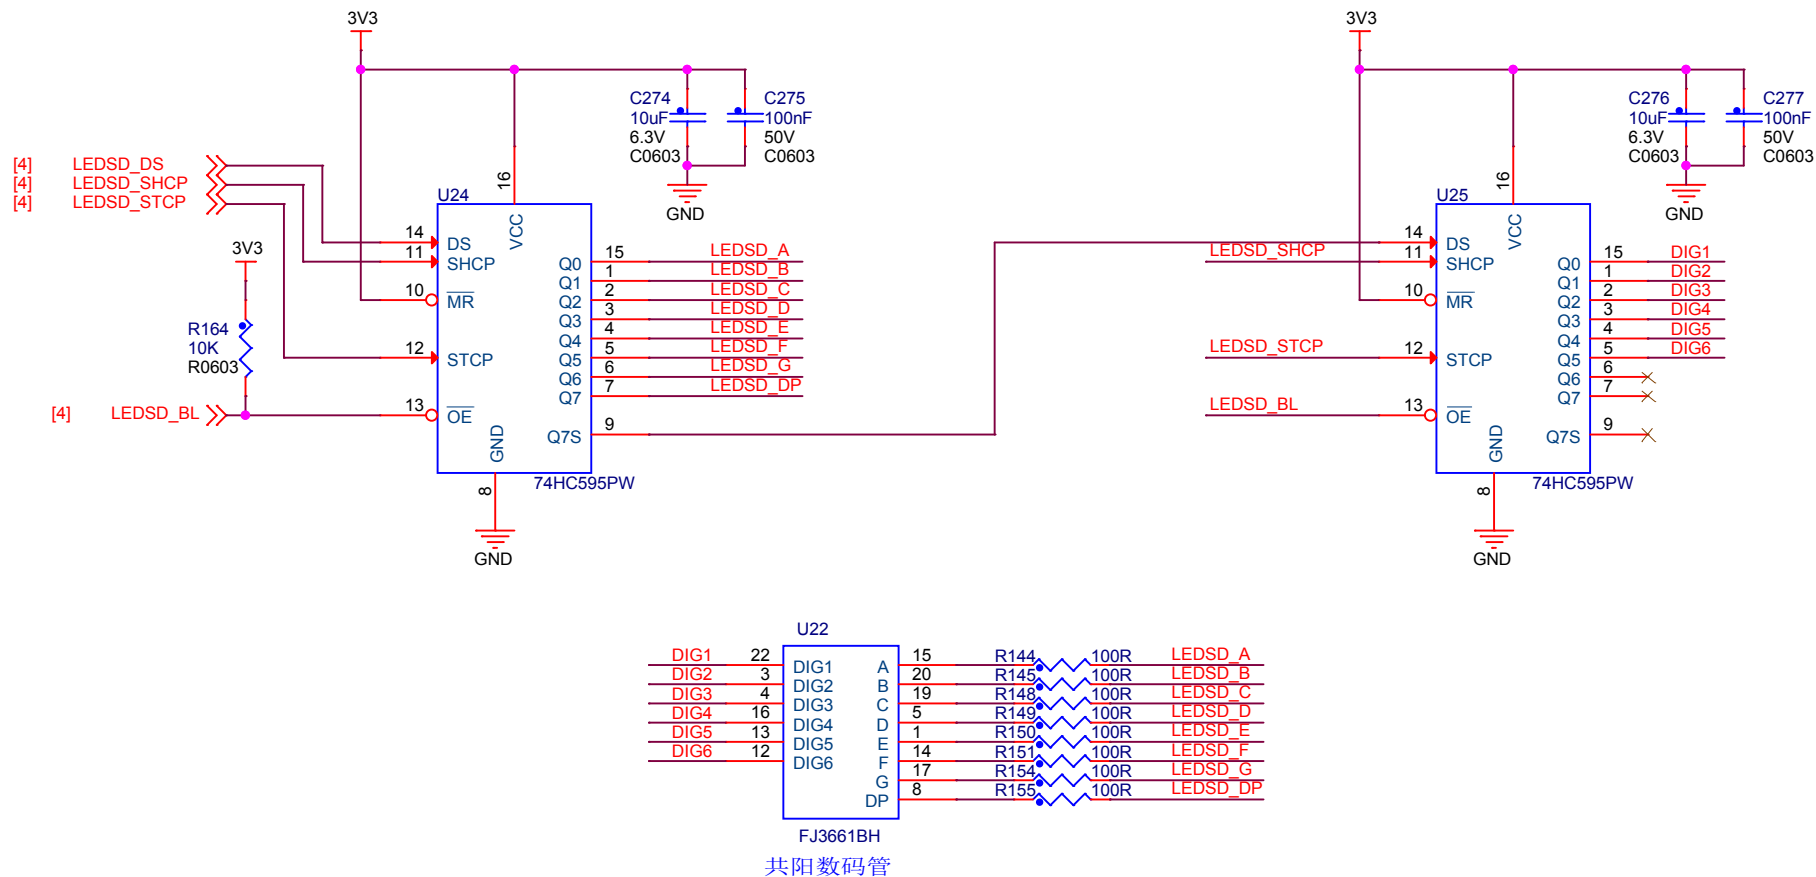 3V3
3V3
C274
10uF
6.3V
C0603
C275
100nF
50V
C0603
C276
10uF
6.3V
C0603
C277
100nF
50V
C0603
[4] LEDSD_DS
[4] LEDSD_SHCP
[4] LEDSD_STCP
GND
GND
3V3
R164
10K
R0603
[4] LEDSD_BL
U24
16
VCC
14 DS
11 SHCP
10 MR
12 STCP
13 OE
Q0 15 LEDSD_A
Q1 1 LEDSD_B
Q2 2 LEDSD_C
Q3 3 LEDSD_D
Q4 4 LEDSD_E
Q5 5 LEDSD_F
Q6 6 LEDSD_G
Q7 7 LEDSD_DP
Q7S 9
GND
8
74HC595PW
GND
U25
16
VCC
14 DS
LEDSD_SHCP 11 SHCP
10 MR
LEDSD_STCP 12 STCP
LEDSD_BL 13 OE
Q0 15 DIG1
Q1 1 DIG2
Q2 2 DIG3
Q3 3 DIG4
Q4 4 DIG5
Q5 5 DIG6
Q6 6
Q7 7
Q7S 9
GND
8
74HC595PW
GND
U22
DIG1 22 DIG1 A 15 R144 100R LEDSD_A
DIG2 3 DIG2 B 20 R145 100R LEDSD_B
DIG3 4 DIG3 C 19 R148 100R LEDSD_C
DIG4 16 DIG4 D 5 R149 100R LEDSD_D
DIG5 13 DIG5 E 1 R150 100R LEDSD_E
DIG6 12 DIG6 F 14 R151 100R LEDSD_F
G 17 R154 100R LEDSD_G
DP 8 R155 100R LEDSD_DP
FJ3661BH
共阳数码管